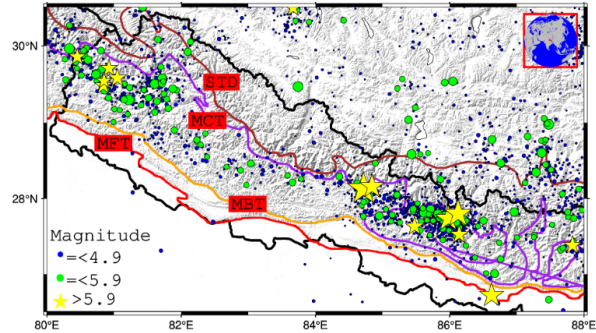 30°N
STD
MCT
MFT
28°N
MBT
Magnitude
=<4.9
=<5.9
>5.9
80°E 82°E 84°E 86°E 88°E